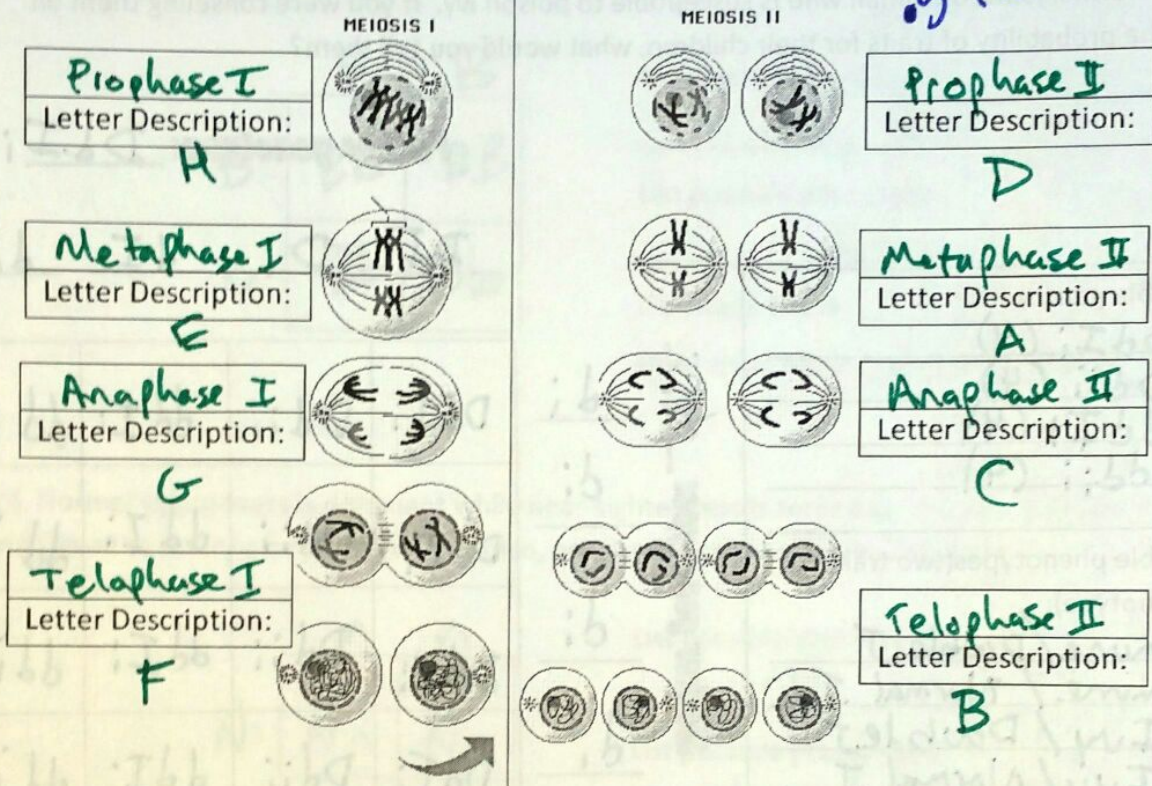 MEIOSIS I
Prophase I
Letter Description:
H
Metaphase I
Letter Description:
E
Anaphase I
Letter Description:
G
Telophase I
Letter Description:
F
MEIOSIS II
Prophase II
Letter Description:
D
Metaphase II
Letter Description:
A
Anaphase II
Letter Description:
C
Telophase II
Letter Description:
B